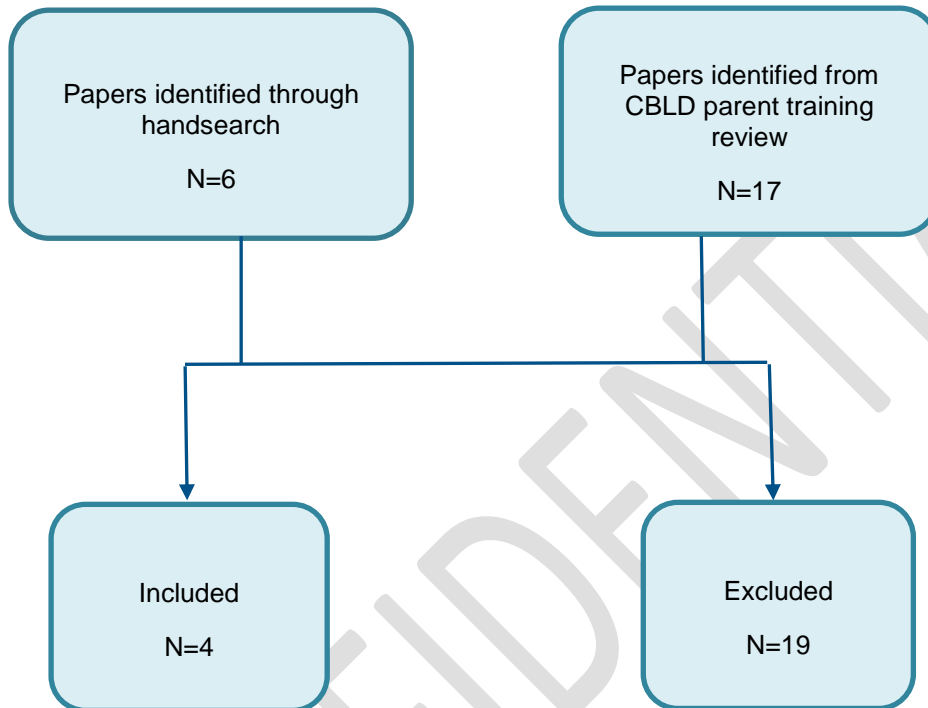 Papers identified through
handsearch
N=6
Papers identified from
CBLD parent training
review
N=17
Included
N=4
Excluded
N=19